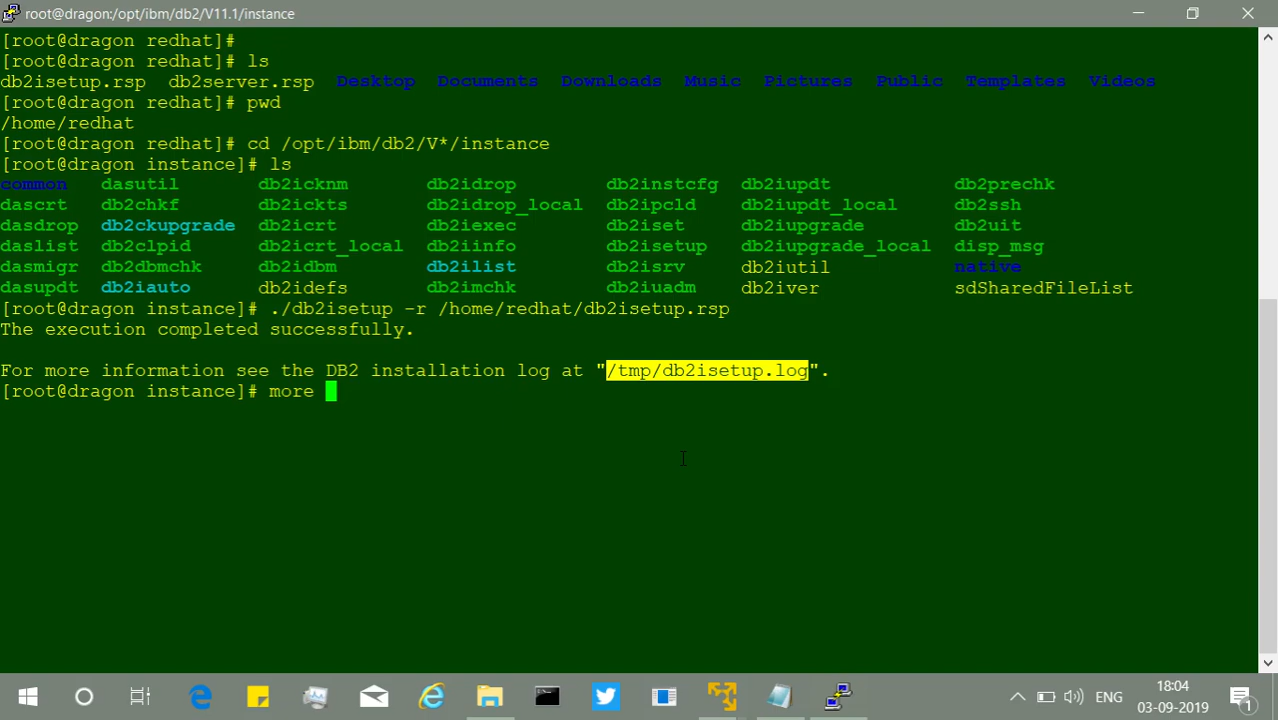 root@dragon:/opt/ibm/db2/V11.1/instance
[root@dragon redhat]#
[root@dragon redhat]# ls
db2isetup.rsp db2server.rsp Desktop Documents Downloads Music Pictures Public Templates Videos
[root@dragon redhat]# pwd
/home/redhat
[root@dragon redhat]# cd /opt/ibm/db2/V*/instance
[root@dragon instance]# ls
common dasutil db2icknm db2idrop db2instcfg db2iupdt db2prechk
dascrt db2chkf db2ickts db2idrop_local db2ipcld db2iupdt_local db2ssh
dasdrop db2ckupgrade db2icrt db2iexec db2iset db2iupgrade db2uit
daslist db2clpid db2icrt_local db2iinfo db2isetup db2iupgrade_local disp_msg
dasmigr db2dbmchk db2idbm db2ilist db2isrv db2iutil native
dasupdt db2iauto db2idefs db2imchk db2iuadm db2iver sdSharedFileList
[root@dragon instance]# ./db2isetup -r /home/redhat/db2isetup.rsp
The execution completed successfully.
For more information see the DB2 installation log at "/tmp/db2isetup.log".
[root@dragon instance]# more
ENG
18:04
03-09-2019
1